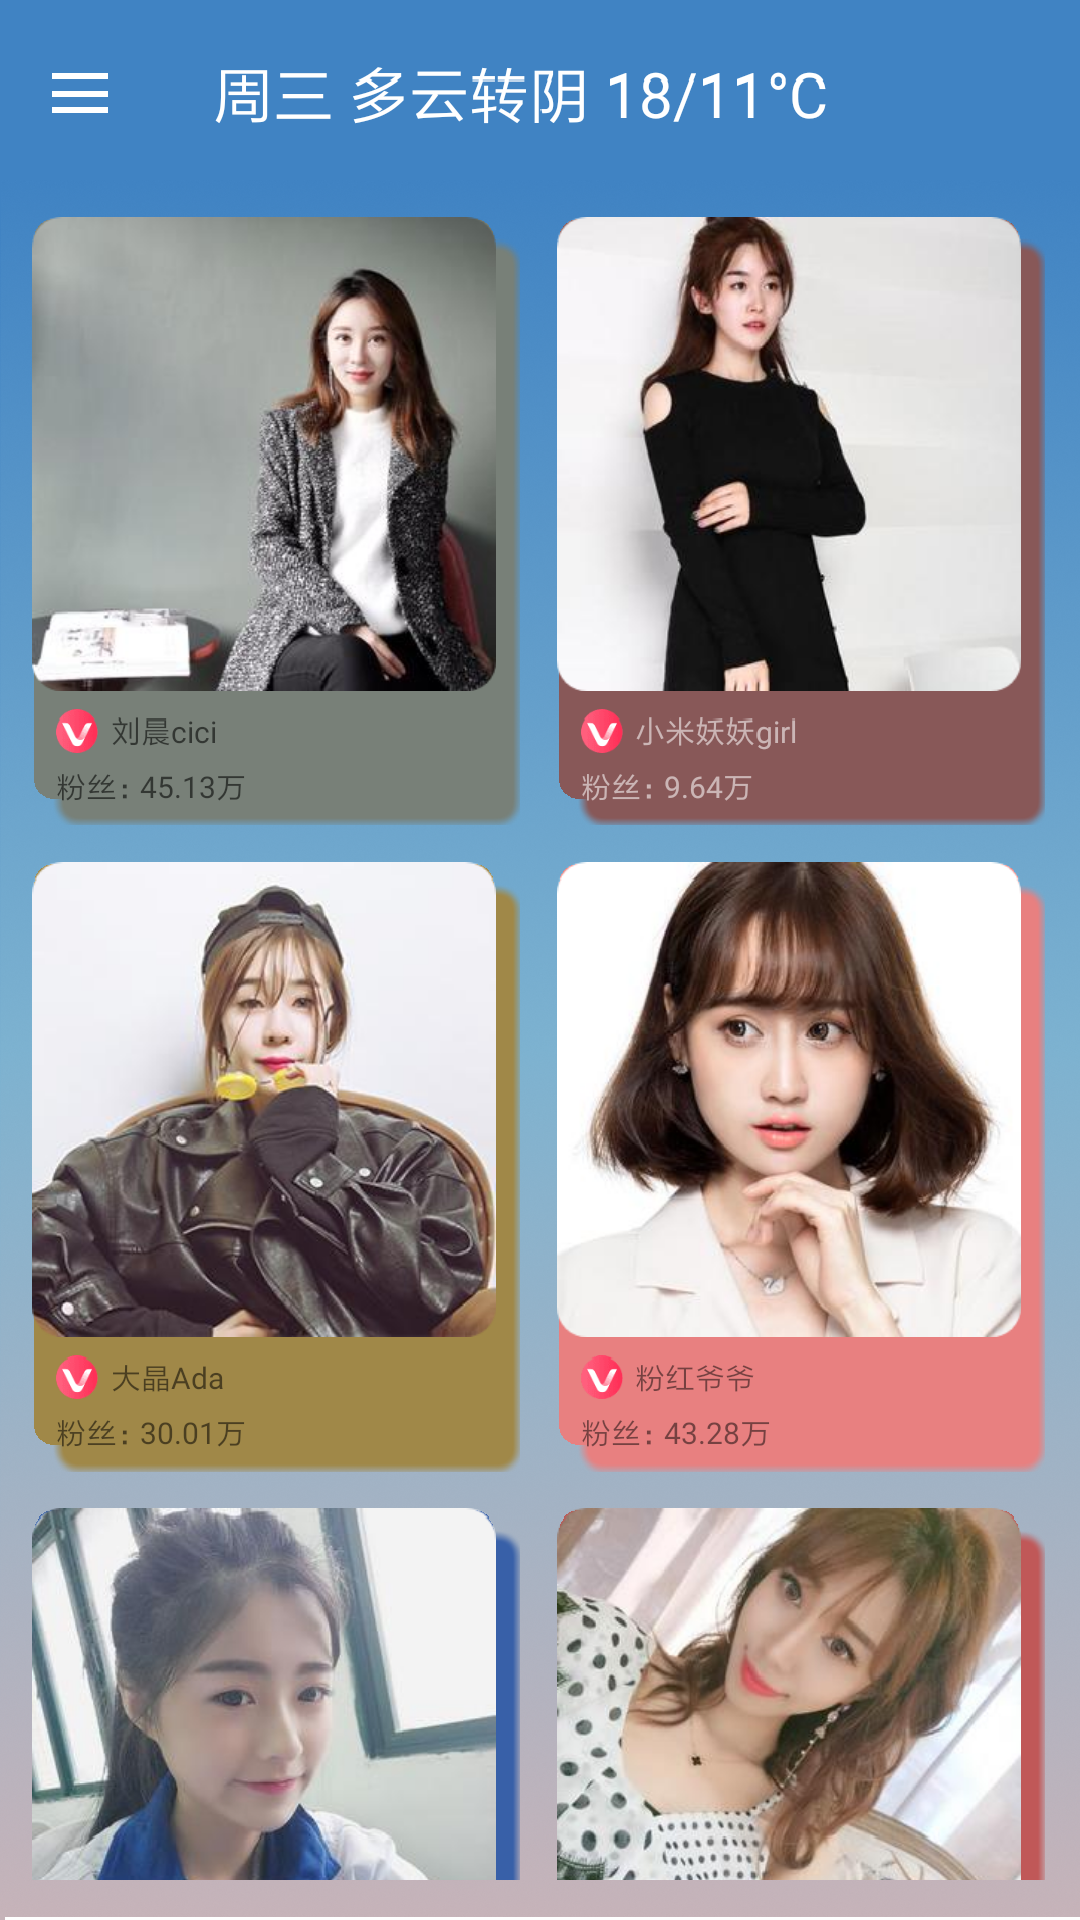 周三 多云转阴 18/11°C
刘晨cici
粉丝：45.13万
小米妖妖girl
粉丝：9.64万
大晶Ada
粉丝：30.01万
粉红爷爷
粉丝：43.28万